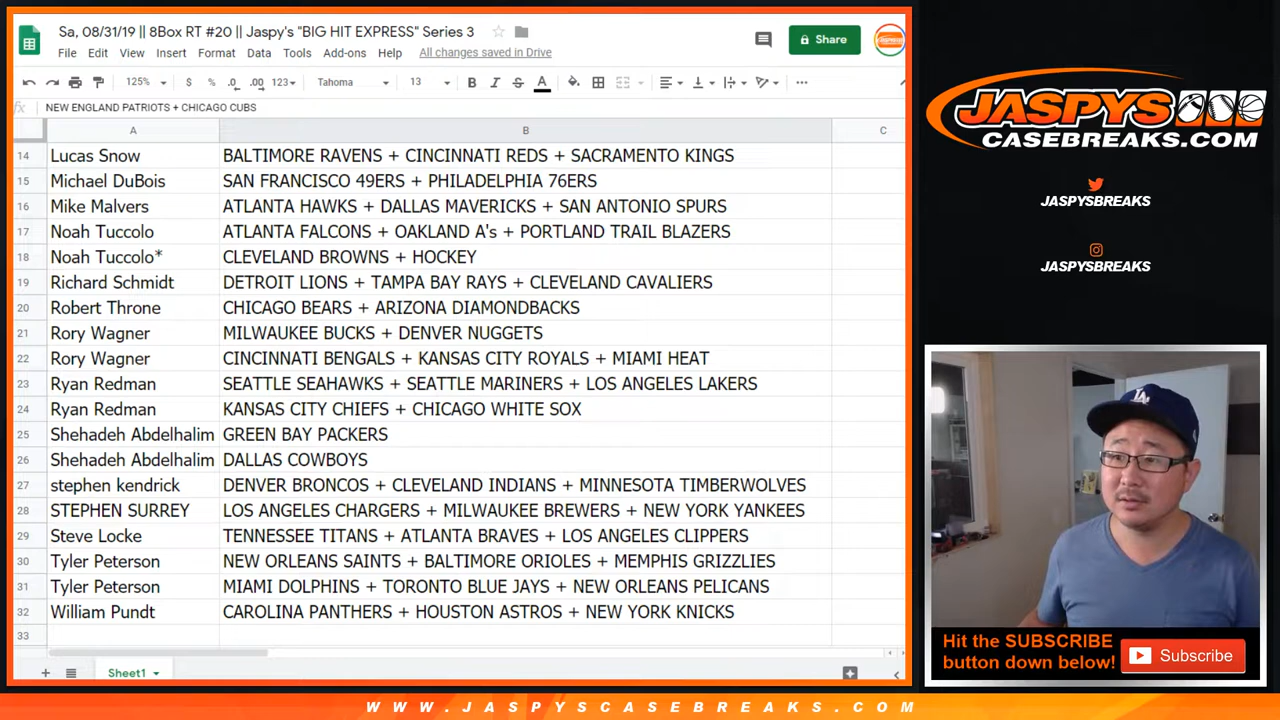 Sa, 08/31/19 || 8Box RT #20 || Jaspy's "BIG HIT EXPRESS" Series 3
File Edit View Insert Format Data Tools Add-ons Help All changes saved in Drive
Share
125% $ % .0 .00 123 Tahoma 13 B I S A
fx NEW ENGLAND PATRIOTS + CHICAGO CUBS
A B C
14 Lucas Snow BALTIMORE RAVENS + CINCINNATI REDS + SACRAMENTO KINGS
15 Michael DuBois SAN FRANCISCO 49ERS + PHILADELPHIA 76ERS
16 Mike Malvers ATLANTA HAWKS + DALLAS MAVERICKS + SAN ANTONIO SPURS
17 Noah Tuccolo ATLANTA FALCONS + OAKLAND A's + PORTLAND TRAIL BLAZERS
18 Noah Tuccolo* CLEVELAND BROWNS + HOCKEY
19 Richard Schmidt DETROIT LIONS + TAMPA BAY RAYS + CLEVELAND CAVALIERS
20 Robert Throne CHICAGO BEARS + ARIZONA DIAMONDBACKS
21 Rory Wagner MILWAUKEE BUCKS + DENVER NUGGETS
22 Rory Wagner CINCINNATI BENGALS + KANSAS CITY ROYALS + MIAMI HEAT
23 Ryan Redman SEATTLE SEAHAWKS + SEATTLE MARINERS + LOS ANGELES LAKERS
24 Ryan Redman KANSAS CITY CHIEFS + CHICAGO WHITE SOX
25 Shehadeh Abdelhalim GREEN BAY PACKERS
26 Shehadeh Abdelhalim DALLAS COWBOYS
27 stephen kendrick DENVER BRONCOS + CLEVELAND INDIANS + MINNESOTA TIMBERWOLVES
28 STEPHEN SURREY LOS ANGELES CHARGERS + MILWAUKEE BREWERS + NEW YORK YANKEES
29 Steve Locke TENNESSEE TITANS + ATLANTA BRAVES + LOS ANGELES CLIPPERS
30 Tyler Peterson NEW ORLEANS SAINTS + BALTIMORE ORIOLES + MEMPHIS GRIZZLIES
31 Tyler Peterson MIAMI DOLPHINS + TORONTO BLUE JAYS + NEW ORLEANS PELICANS
32 William Pundt CAROLINA PANTHERS + HOUSTON ASTROS + NEW YORK KNICKS
33
Sheet1
JASPYS
CASEBREAKS.COM
JASPYSBREAKS
JASPYSBREAKS
LA
Hit the SUBSCRIBE
button down below!
Subscribe
WWW.JASPYSCASEBREAKS.COM